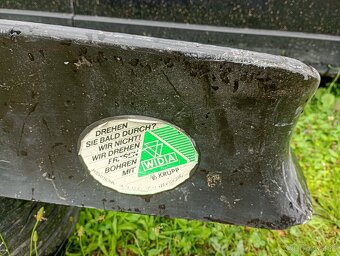 DREHEN
SIE BALD DURCH?
WIR NICHT!
WIR DREHEN
FRÄSEN
BOHREN
MIT
WIDIA
KRUPP